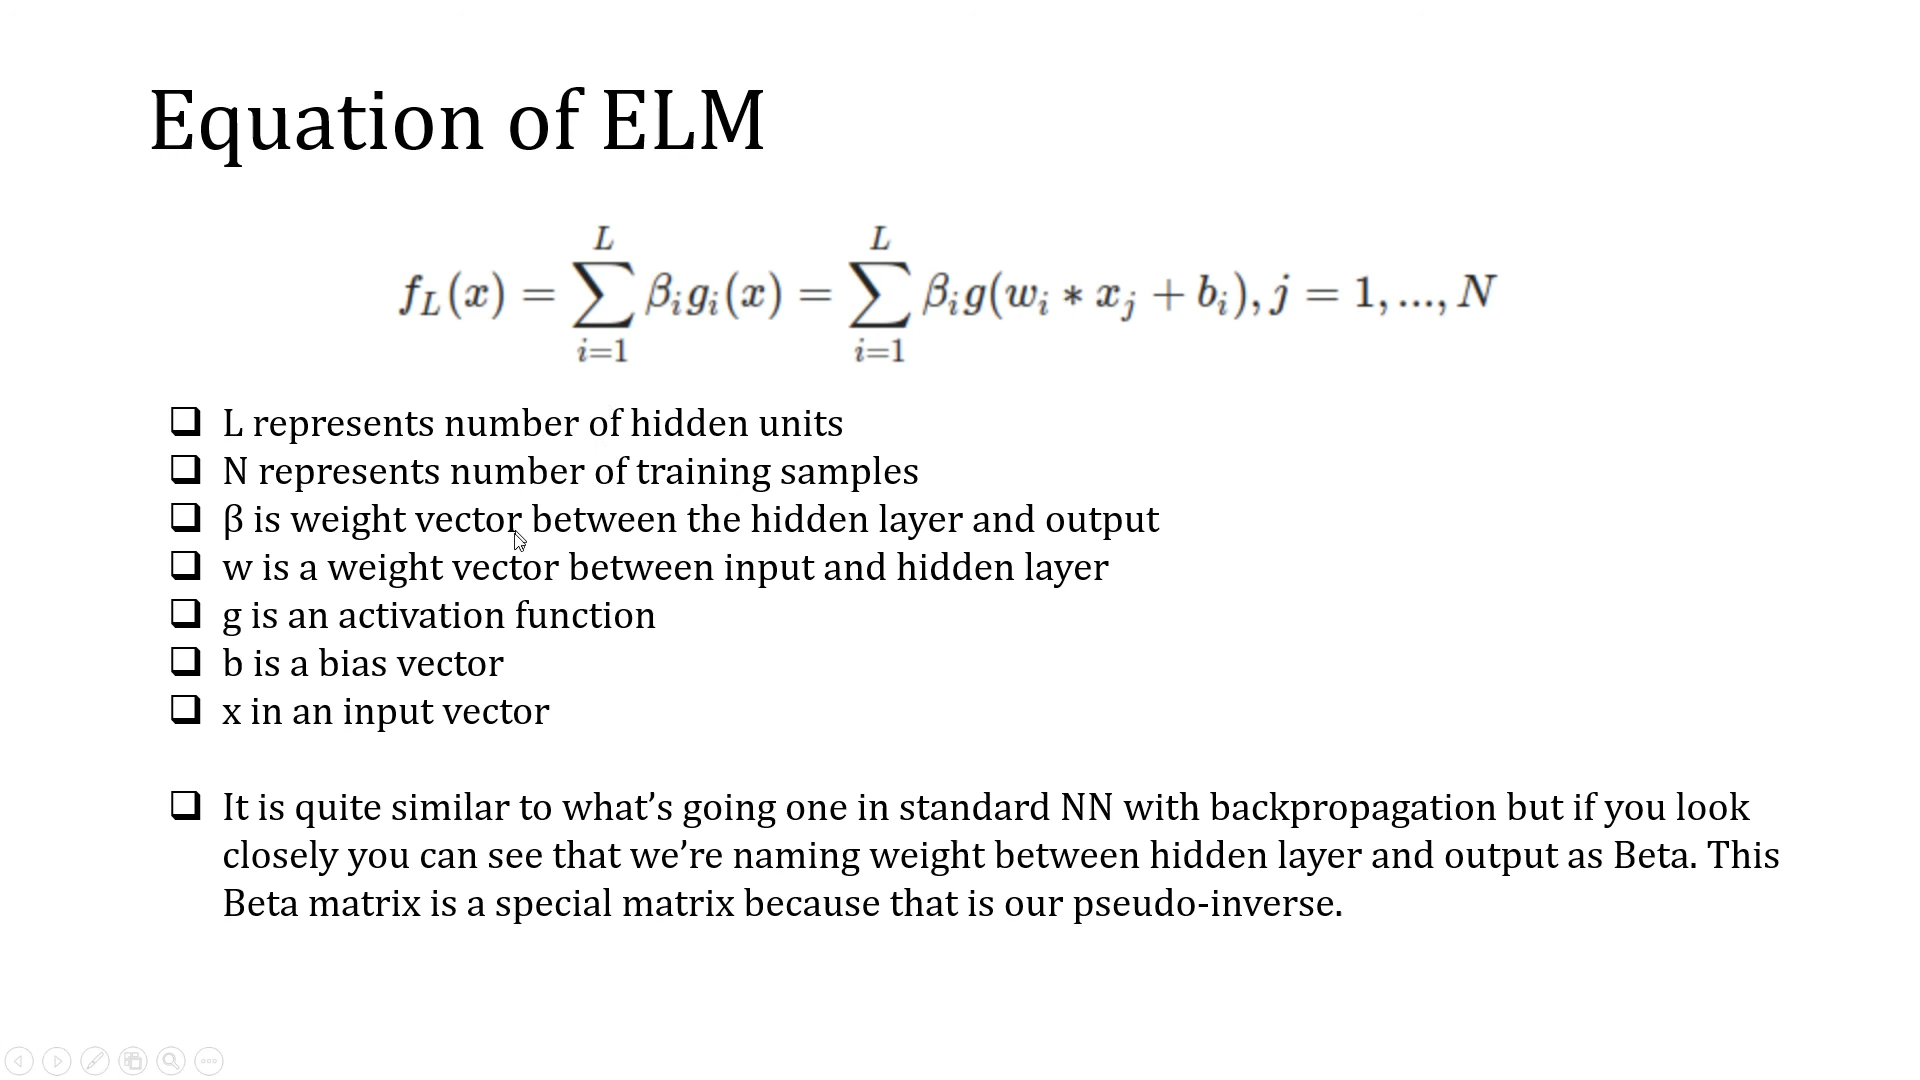 Equation of ELM
f_L(x) = \sum_{i=1}^{L} β_i g_i(x) = \sum_{i=1}^{L} β_i g(w_i * x_j + b_i), j = 1, ..., N
❑ L represents number of hidden units
❑ N represents number of training samples
❑ β is weight vector between the hidden layer and output
❑ w is a weight vector between input and hidden layer
❑ g is an activation function
❑ b is a bias vector
❑ x in an input vector
❑ It is quite similar to what’s going one in standard NN with backpropagation but if you look
closely you can see that we’re naming weight between hidden layer and output as Beta. This
Beta matrix is a special matrix because that is our pseudo-inverse.